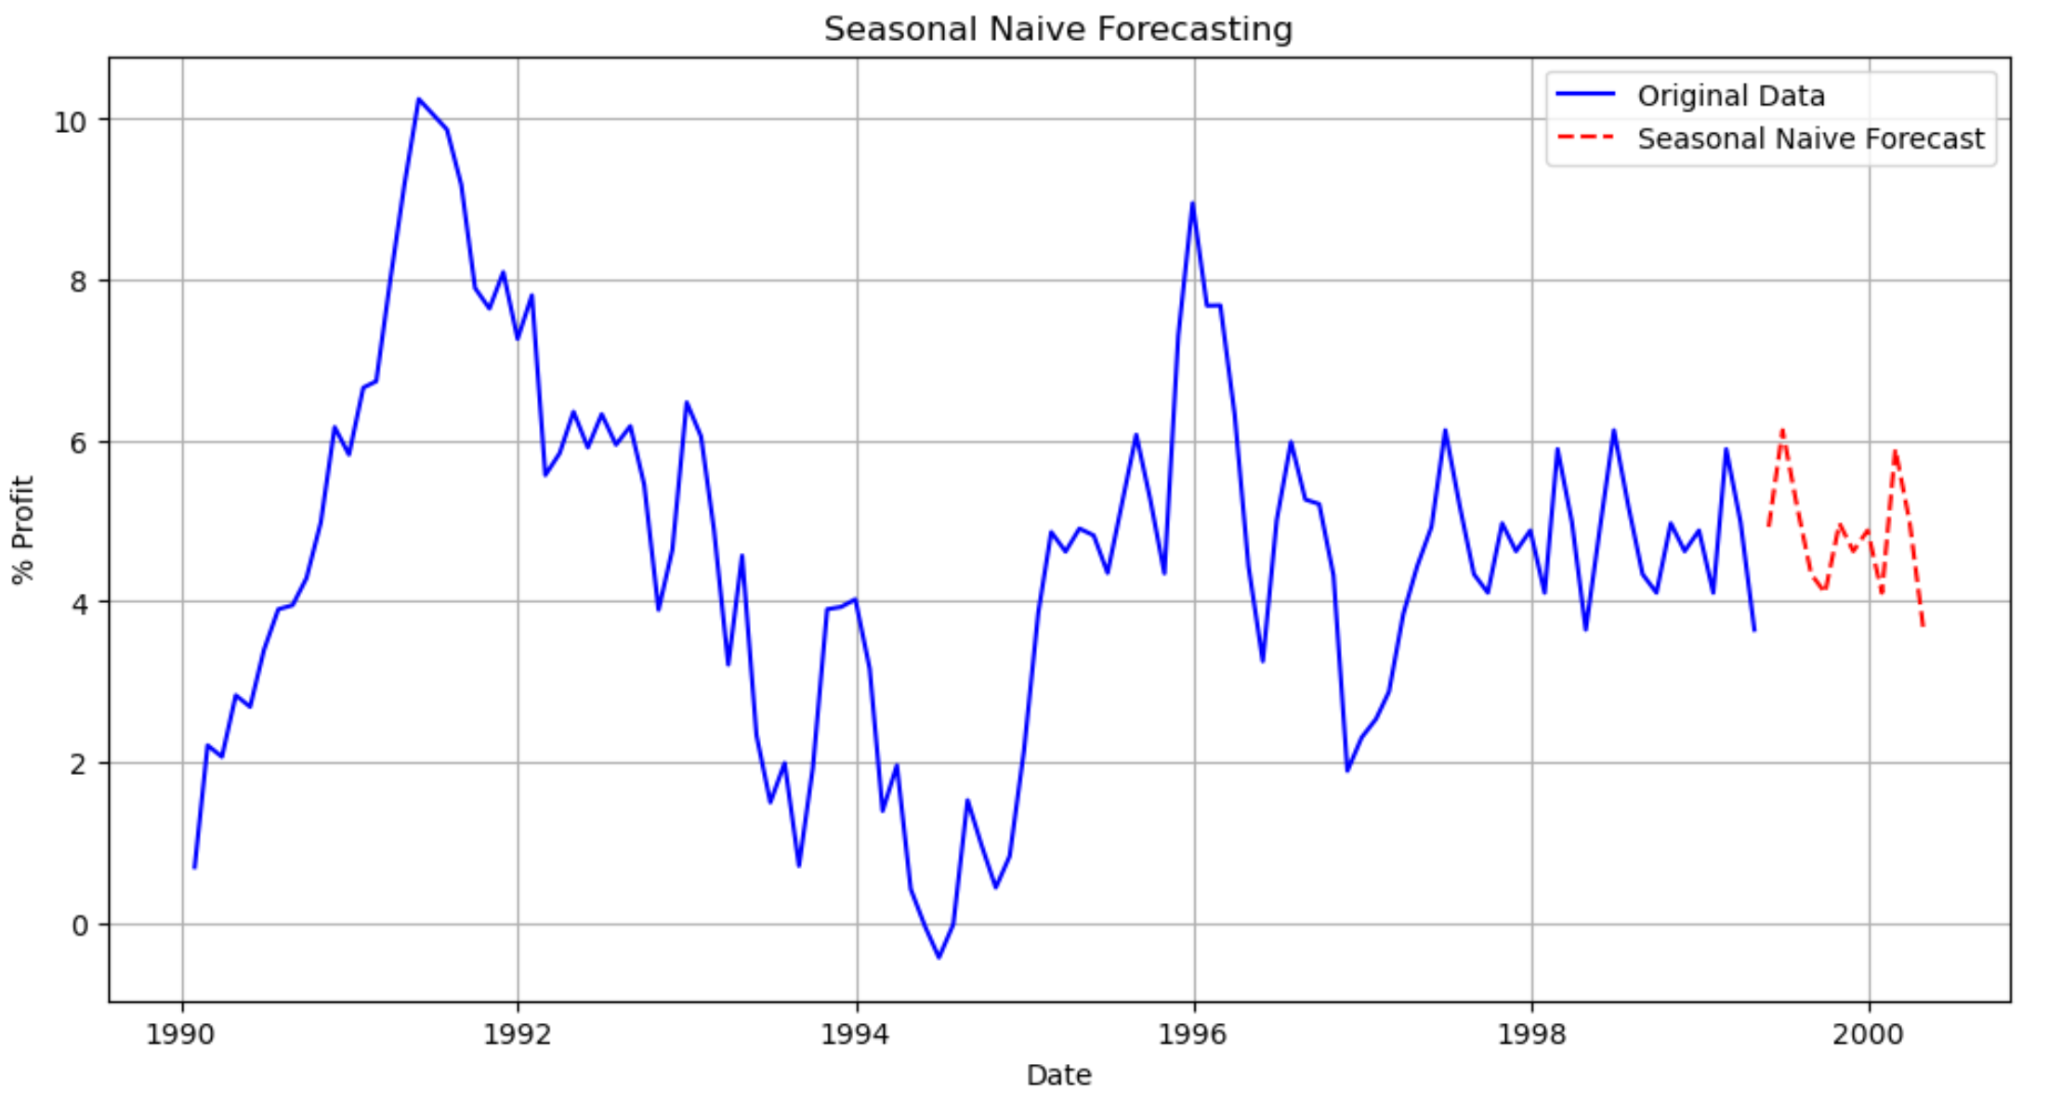 Seasonal Naive Forecasting
Original Data
Seasonal Naive Forecast
10
8
6
4
2
0
% Profit
1990
1992
1994
1996
1998
2000
Date